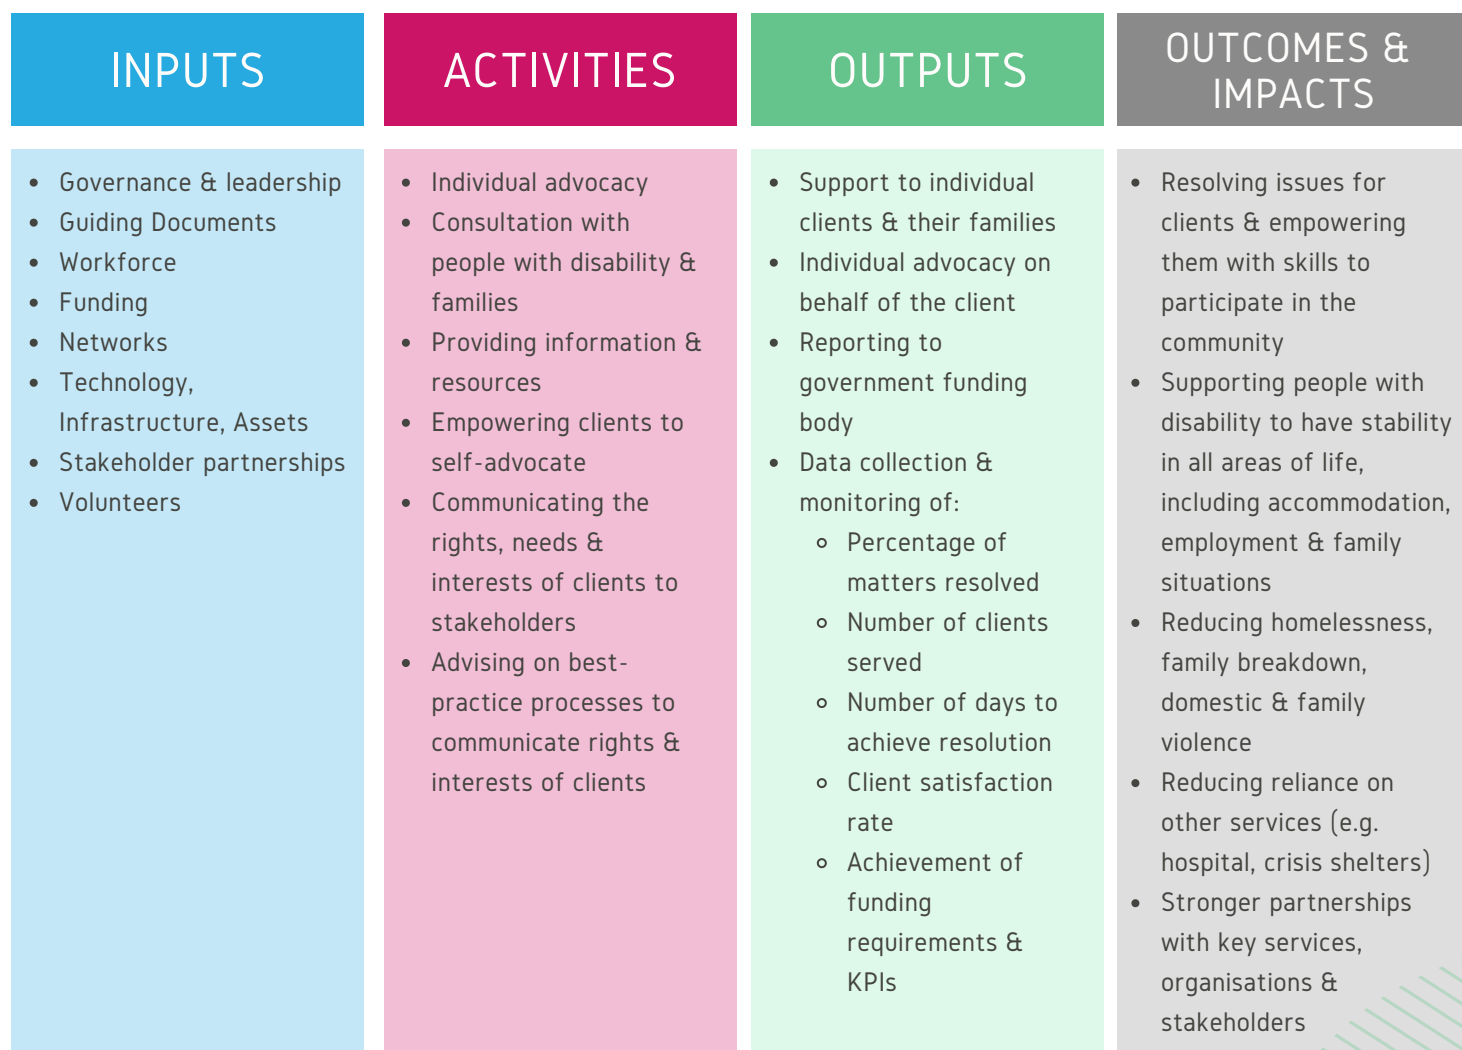 INPUTS
• Governance & leadership
• Guiding Documents
• Workforce
• Funding
• Networks
• Technology,
Infrastructure, Assets
• Stakeholder partnerships
• Volunteers
ACTIVITIES
• Individual advocacy
• Consultation with
people with disability &
families
• Providing information &
resources
• Empowering clients to
self-advocate
• Communicating the
rights, needs &
interests of clients to
stakeholders
• Advising on best-
practice processes to
communicate rights &
interests of clients
OUTPUTS
• Support to individual
clients & their families
• Individual advocacy on
behalf of the client
• Reporting to
government funding
body
• Data collection &
monitoring of:
◦ Percentage of
matters resolved
◦ Number of clients
served
◦ Number of days to
achieve resolution
◦ Client satisfaction
rate
◦ Achievement of
funding
requirements &
KPIs
OUTCOMES &
IMPACTS
• Resolving issues for
clients & empowering
them with skills to
participate in the
community
• Supporting people with
disability to have stability
in all areas of life,
including accommodation,
employment & family
situations
• Reducing homelessness,
family breakdown,
domestic & family
violence
• Reducing reliance on
other services (e.g.
hospital, crisis shelters)
• Stronger partnerships
with key services,
organisations &
stakeholders